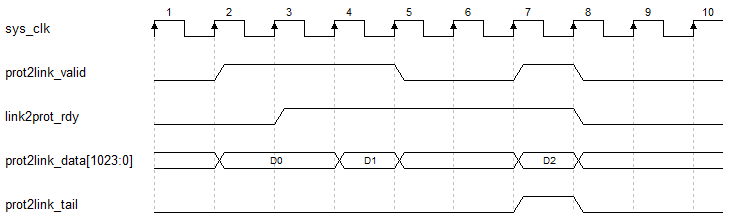 1 2 3 4 5 6 7 8 9 10
sys_clk
prot2link_valid
link2prot_rdy
prot2link_data[1023:0] D0 D1 D2
prot2link_tail